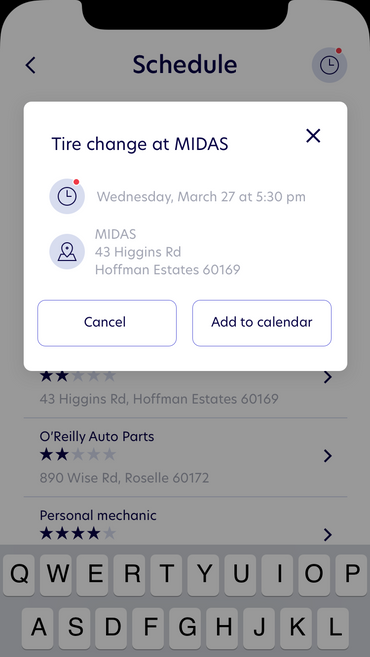 Schedule
Tire change at MIDAS
Wednesday, March 27 at 5:30 pm
MIDAS
43 Higgins Rd
Hoffman Estates 60169
Cancel
Add to calendar
43 Higgins Rd, Hoffman Estates 60169
O'Reilly Auto Parts
890 Wise Rd, Roselle 60172
Personal mechanic
Q W E R T Y U I O P
A S D F G H J K L